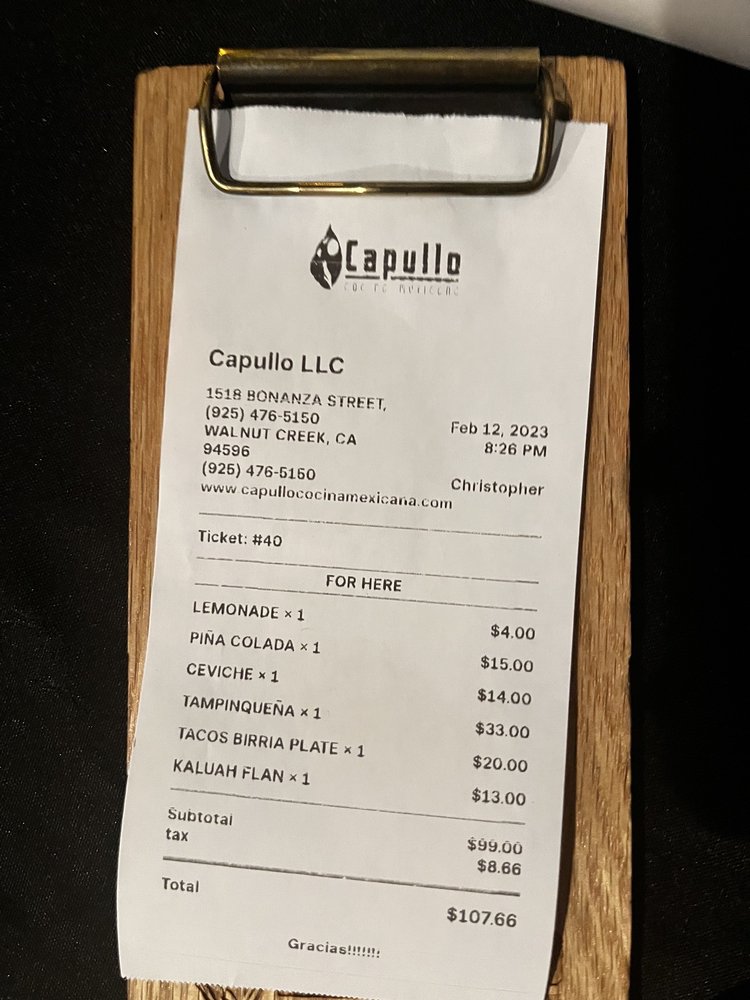 Capullo
cocina mexicana
Capullo LLC
1518 BONANZA STREET,
(925) 476-5150
WALNUT CREEK, CA
94596
(925) 476-5150
www.capullococinamexicana.com
Feb 12, 2023
8:26 PM
Christopher
Ticket: #40
FOR HERE
LEMONADE × 1 $4.00
PIÑA COLADA × 1 $15.00
CEVICHE × 1 $14.00
TAMPINQUEÑA × 1 $33.00
TACOS BIRRIA PLATE × 1 $20.00
KALUAH FLAN × 1 $13.00
Subtotal $99.00
tax $8.66
Total $107.66
Gracias!!!!!!!